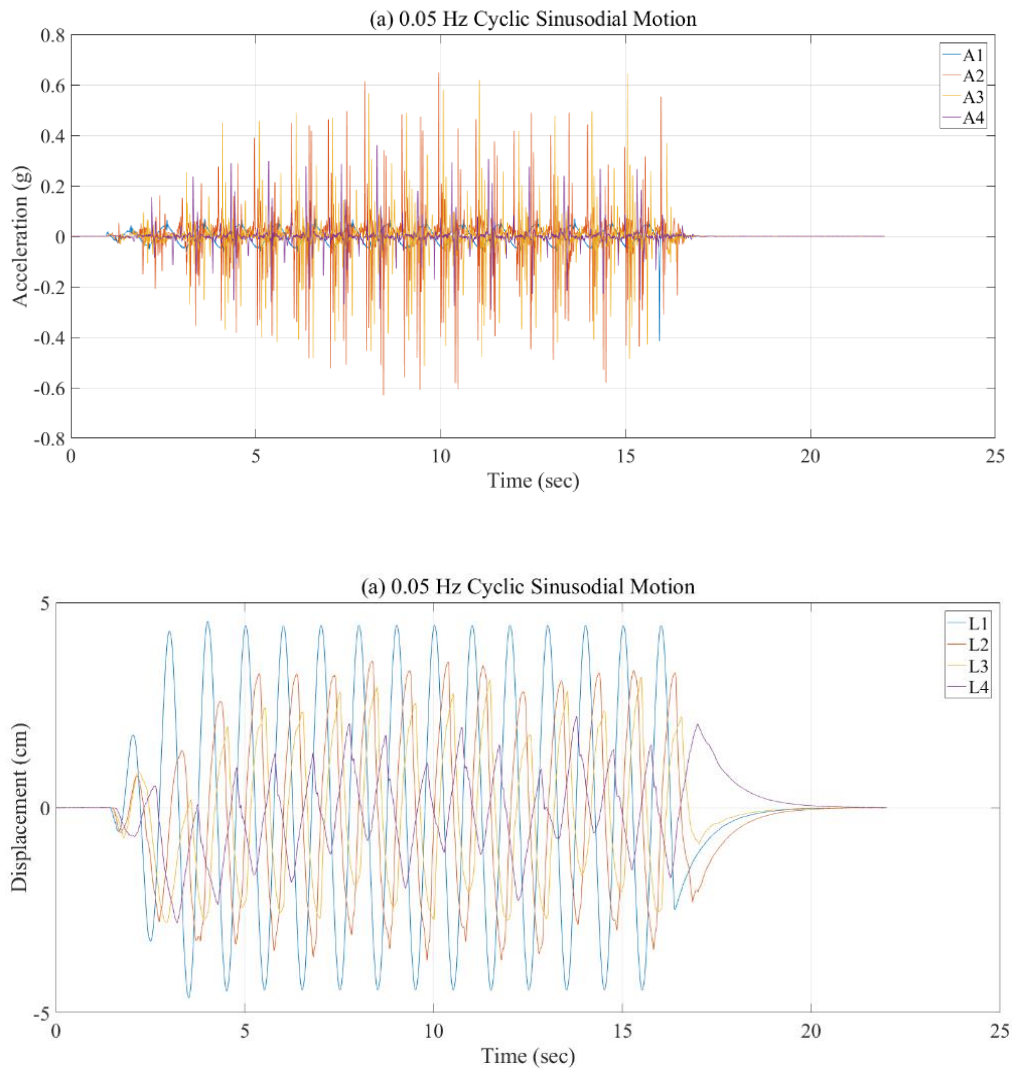 (a) 0.05 Hz Cyclic Sinusodial Motion
0.8
0.6
0.4
0.2
0
-0.2
-0.4
-0.6
-0.8
Acceleration (g)
A1
A2
A3
A4
0 5 10 15 20 25
Time (sec)
(a) 0.05 Hz Cyclic Sinusodial Motion
5
0
-5
Displacement (cm)
L1
L2
L3
L4
0 5 10 15 20 25
Time (sec)